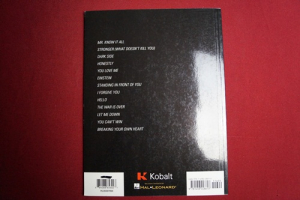 MR. KNOW IT ALL
STRONGER (WHAT DOESN'T KILL YOU)
DARK SIDE
HONESTLY
YOU LOVE ME
EINSTEIN
STANDING IN FRONT OF YOU
I FORGIVE YOU
HELLO
THE WAR IS OVER
LET ME DOWN
YOU CAN'T WIN
BREAKING YOUR OWN HEART
Kobalt
HAL•LEONARD